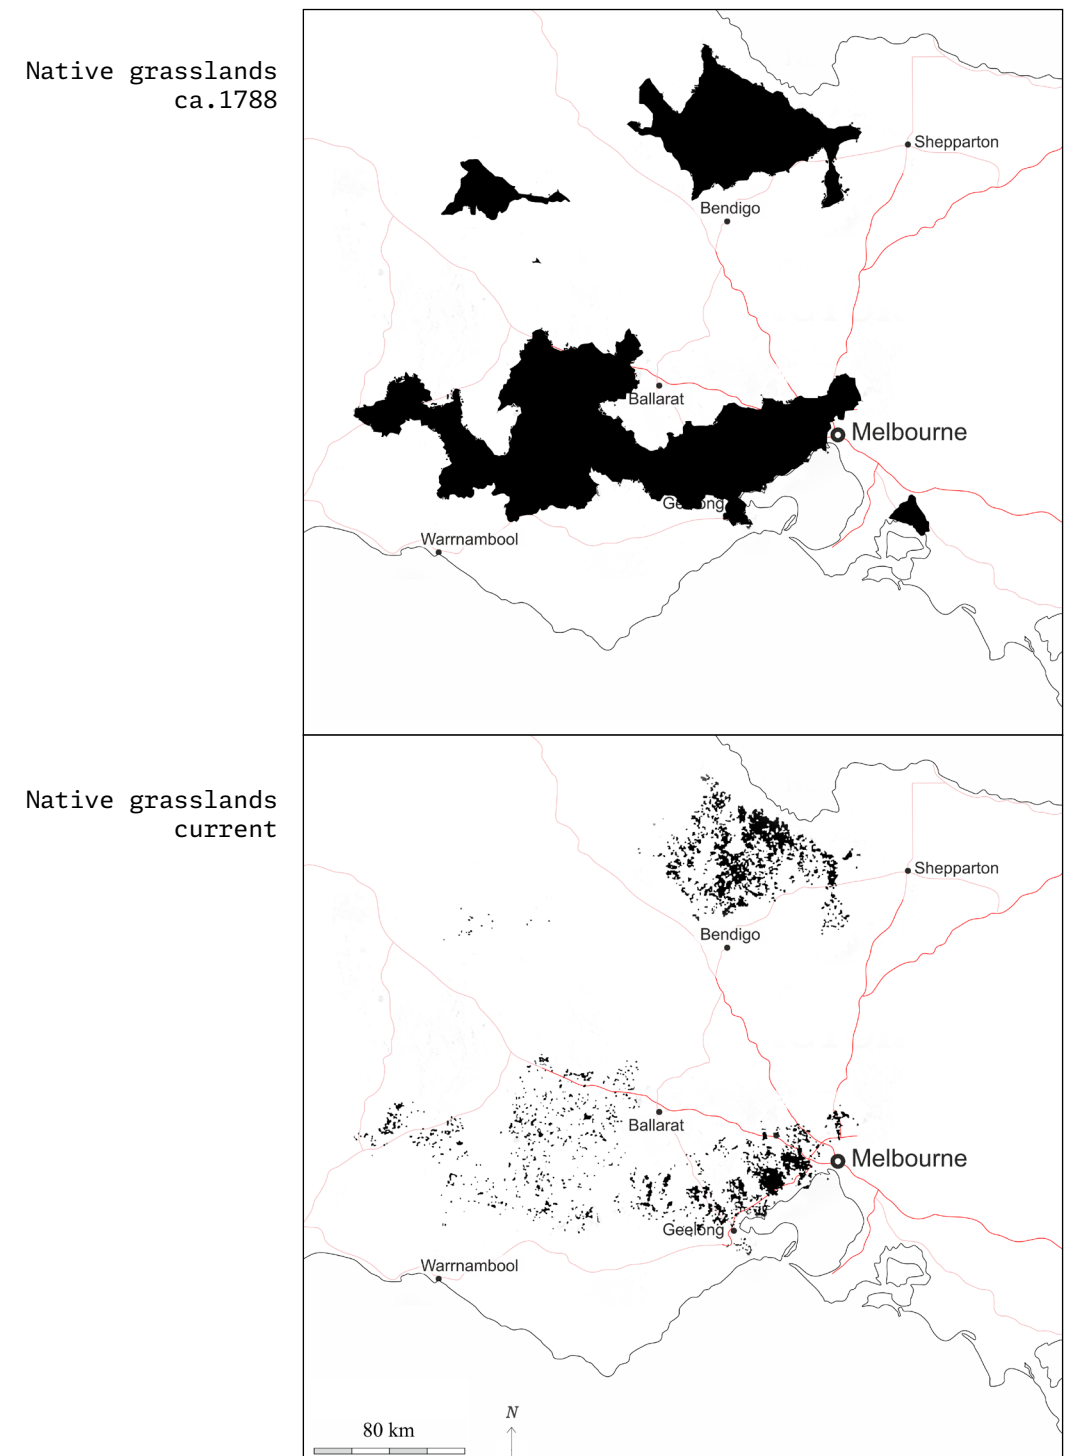 Native grasslands
ca.1788
Shepparton
Bendigo
Ballarat
Melbourne
Geelong
Warrnambool
Native grasslands
current
Shepparton
Bendigo
Ballarat
Melbourne
Geelong
Warrnambool
80 km
N